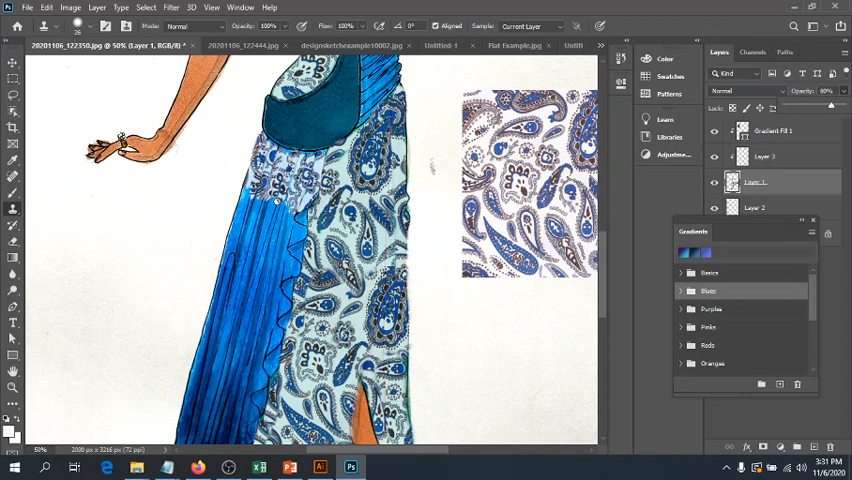 File Edit Image Layer Type Select Filter 3D View Window Help
26 Mode: Normal Opacity: 100% Flow: 100% 0° Aligned Sample: Current Layer
20201106_122350.jpg @ 50% (Layer 1, RGB/8) * × 20201106_122444.jpg × designsketchexample10002.jpg × Untitled-1 × Flat Example.jpg × Untitl
Color
Swatches
Patterns
Learn
Libraries
Adjustme...
Layers Channels Paths
Kind
Normal Opacity: 80%
Lock:
Gradient Fill 1
Layer 3
Layer 1
Layer 2
Gradients
Basics
Blues
Purples
Pinks
Reds
Oranges
50% 2000 px x 3216 px (72 ppi)
3:31 PM
11/6/2020